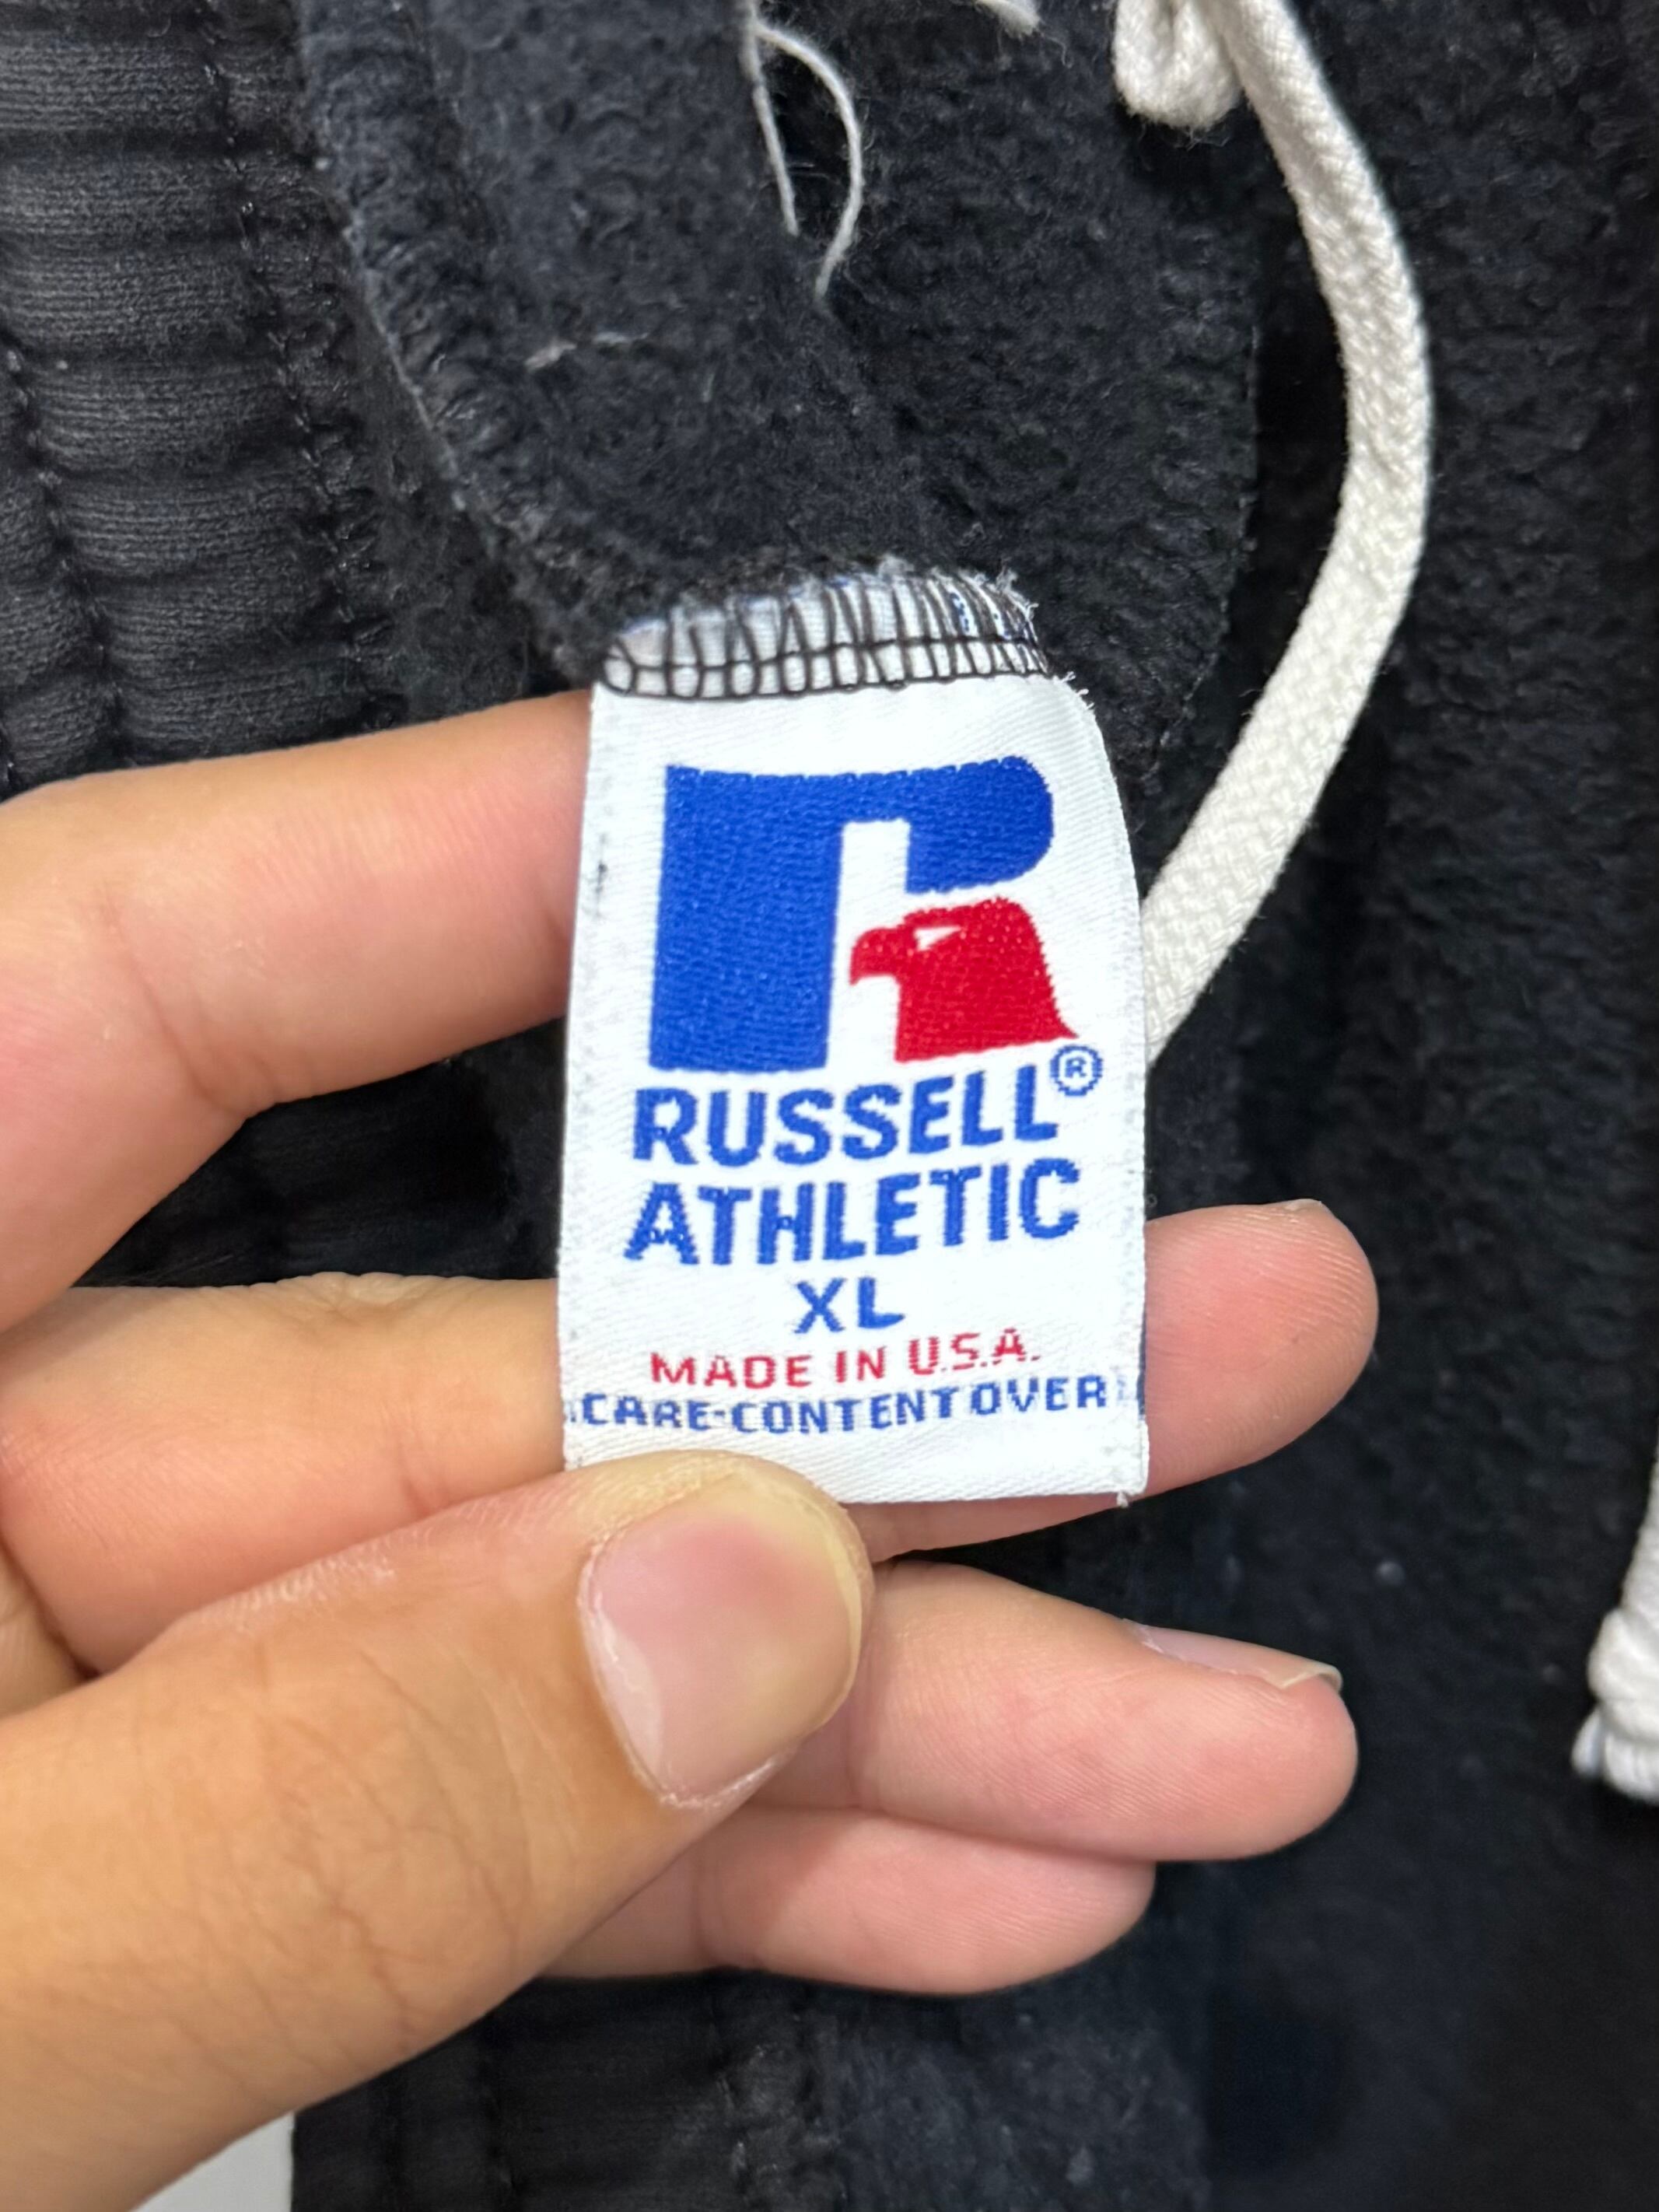 RUSSELL®
ATHLETIC
XL
MADE IN U.S.A.
CARE-CONTENT OVER